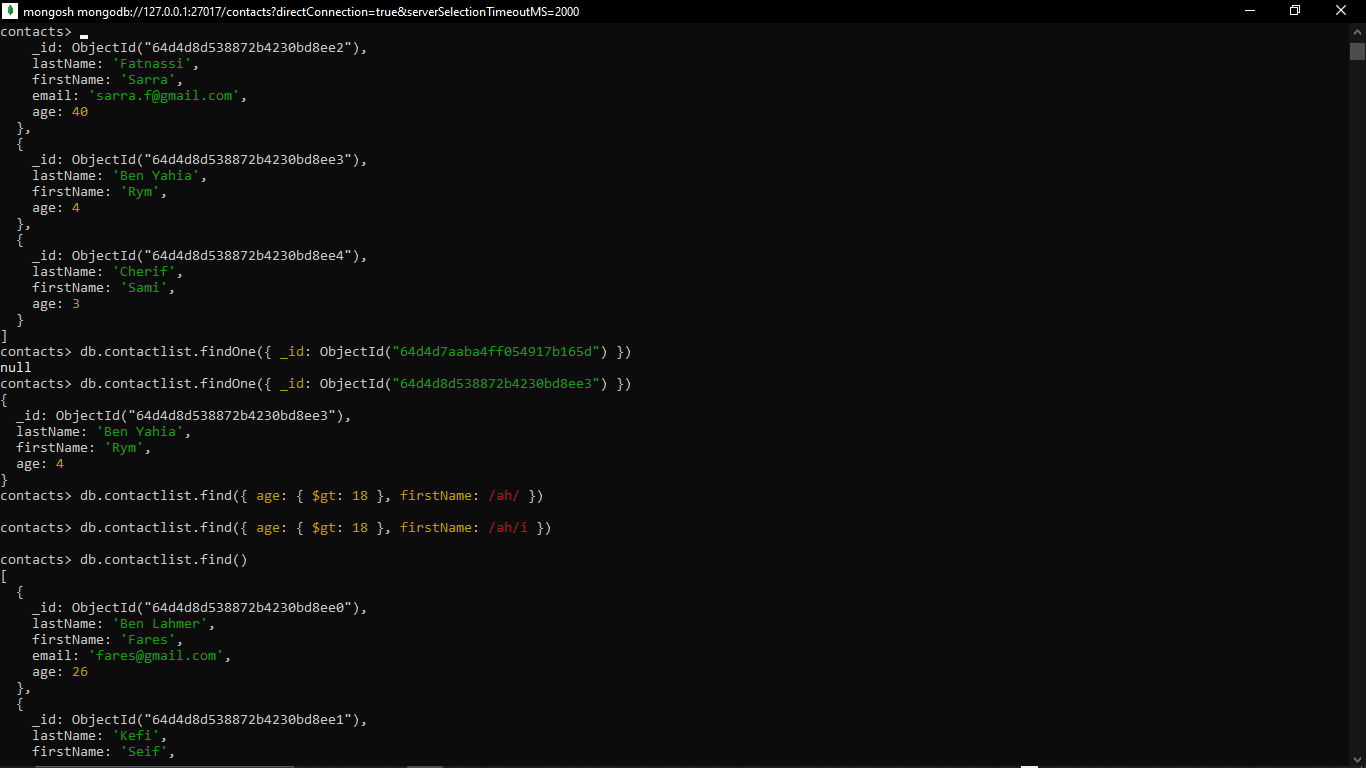 mongosh mongodb://127.0.0.1:27017/contacts?directConnection=true&serverSelectionTimeoutMS=2000
contacts>
    _id: ObjectId("64d4d8d538872b4230bd8ee2"),
    lastName: 'Fatnassi',
    firstName: 'Sarra',
    email: 'sarra.f@gmail.com',
    age: 40
  },
  {
    _id: ObjectId("64d4d8d538872b4230bd8ee3"),
    lastName: 'Ben Yahia',
    firstName: 'Rym',
    age: 4
  },
  {
    _id: ObjectId("64d4d8d538872b4230bd8ee4"),
    lastName: 'Cherif',
    firstName: 'Sami',
    age: 3
  }
]
contacts> db.contactlist.findOne({ _id: ObjectId("64d4d7aaba4ff054917b165d") })
null
contacts> db.contactlist.findOne({ _id: ObjectId("64d4d8d538872b4230bd8ee3") })
{
  _id: ObjectId("64d4d8d538872b4230bd8ee3"),
  lastName: 'Ben Yahia',
  firstName: 'Rym',
  age: 4
}
contacts> db.contactlist.find({ age: { $gt: 18 }, firstName: /ah/ })
contacts> db.contactlist.find({ age: { $gt: 18 }, firstName: /ah/i })
contacts> db.contactlist.find()
[
  {
    _id: ObjectId("64d4d8d538872b4230bd8ee0"),
    lastName: 'Ben Lahmer',
    firstName: 'Fares',
    email: 'fares@gmail.com',
    age: 26
  },
  {
    _id: ObjectId("64d4d8d538872b4230bd8ee1"),
    lastName: 'Kefi',
    firstName: 'Seif',